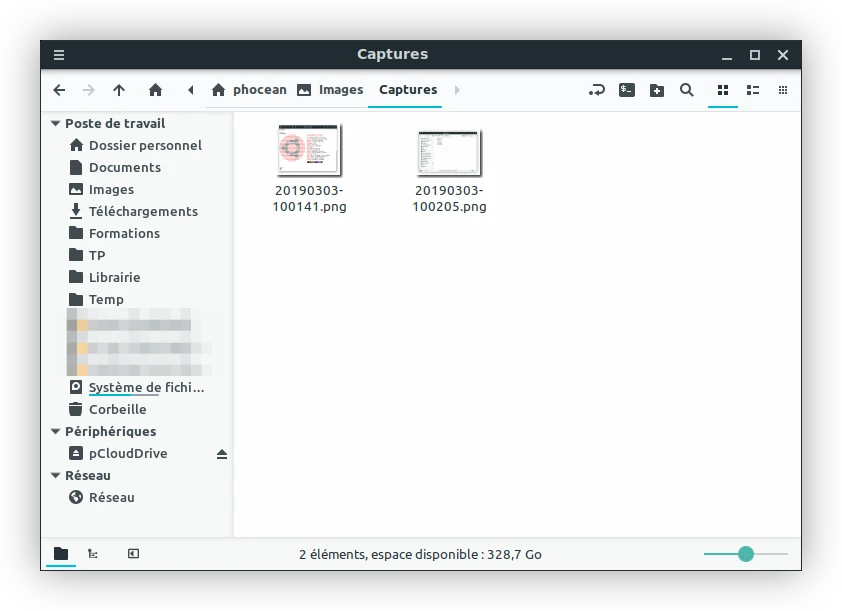 Captures
phocean Images Captures
Poste de travail
Dossier personnel
Documents
Images
Téléchargements
Formations
TP
Librairie
Temp
Système de fichi...
Corbeille
Périphériques
pCloudDrive
Réseau
Réseau
20190303-
100141.png
20190303-
100205.png
2 éléments, espace disponible : 328,7 Go